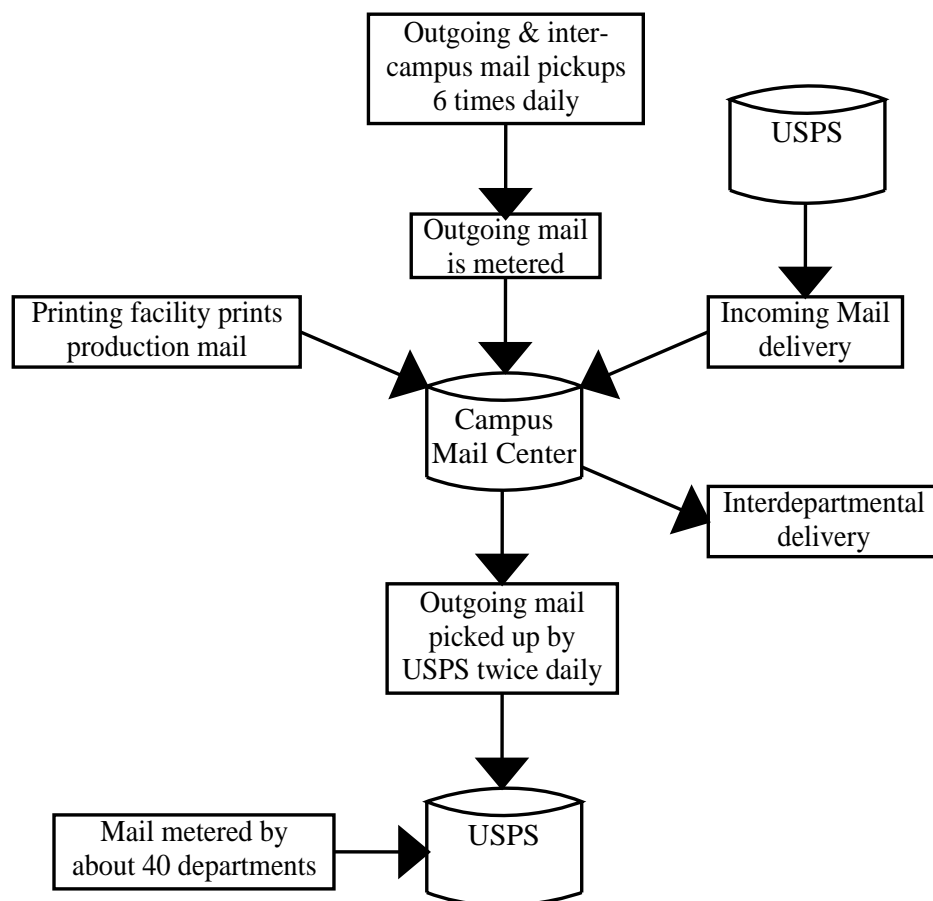 Outgoing & inter-
campus mail pickups
6 times daily
USPS
Outgoing mail
is metered
Printing facility prints
production mail
Incoming Mail
delivery
Campus
Mail Center
Interdepartmental
delivery
Outgoing mail
picked up by
USPS twice daily
Mail metered by
about 40 departments
USPS